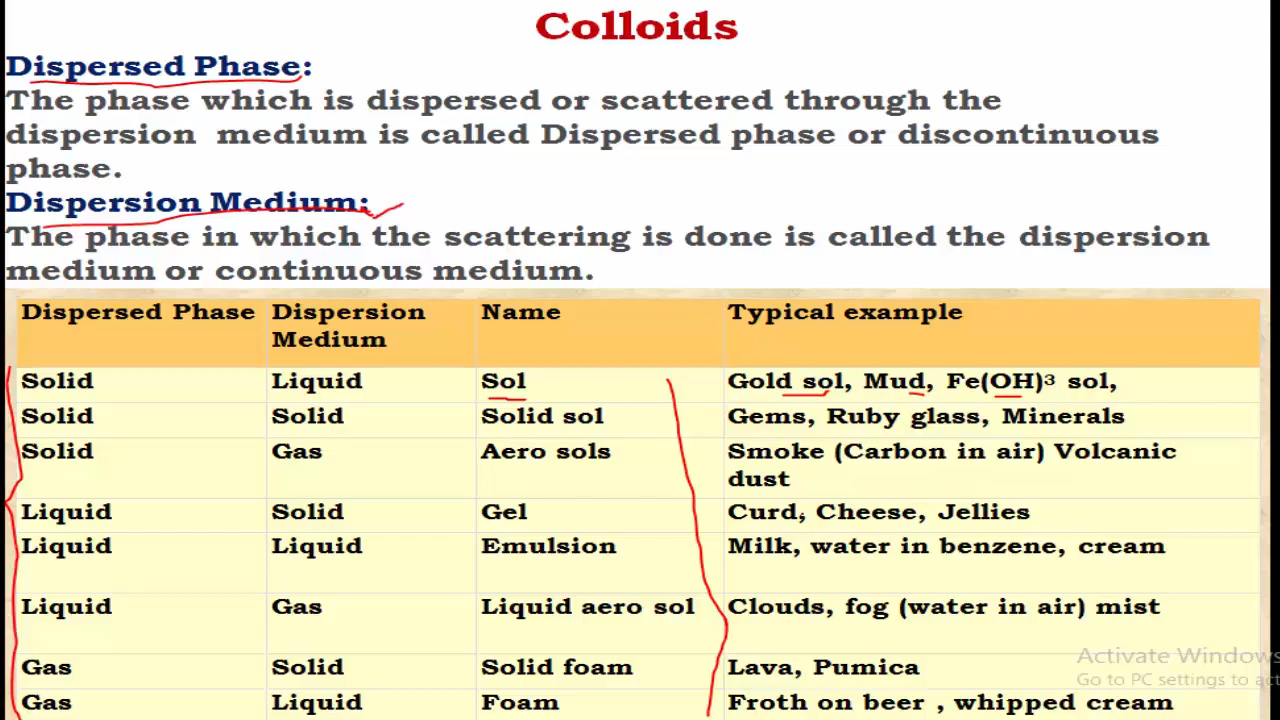 Colloids
Dispersed Phase:
The phase which is dispersed or scattered through the
dispersion medium is called Dispersed phase or discontinuous
phase.
Dispersion Medium:
The phase in which the scattering is done is called the dispersion
medium or continuous medium.
Dispersed Phase Dispersion Medium Name Typical example
Solid Liquid Sol Gold sol, Mud, Fe(OH)³ sol,
Solid Solid Solid sol Gems, Ruby glass, Minerals
Solid Gas Aero sols Smoke (Carbon in air) Volcanic
dust
Liquid Solid Gel Curd, Cheese, Jellies
Liquid Liquid Emulsion Milk, water in benzene, cream
Liquid Gas Liquid aero sol Clouds, fog (water in air) mist
Gas Solid Solid foam Lava, Pumica
Gas Liquid Foam Froth on beer , whipped cream
Activate Windows
Go to PC settings to act